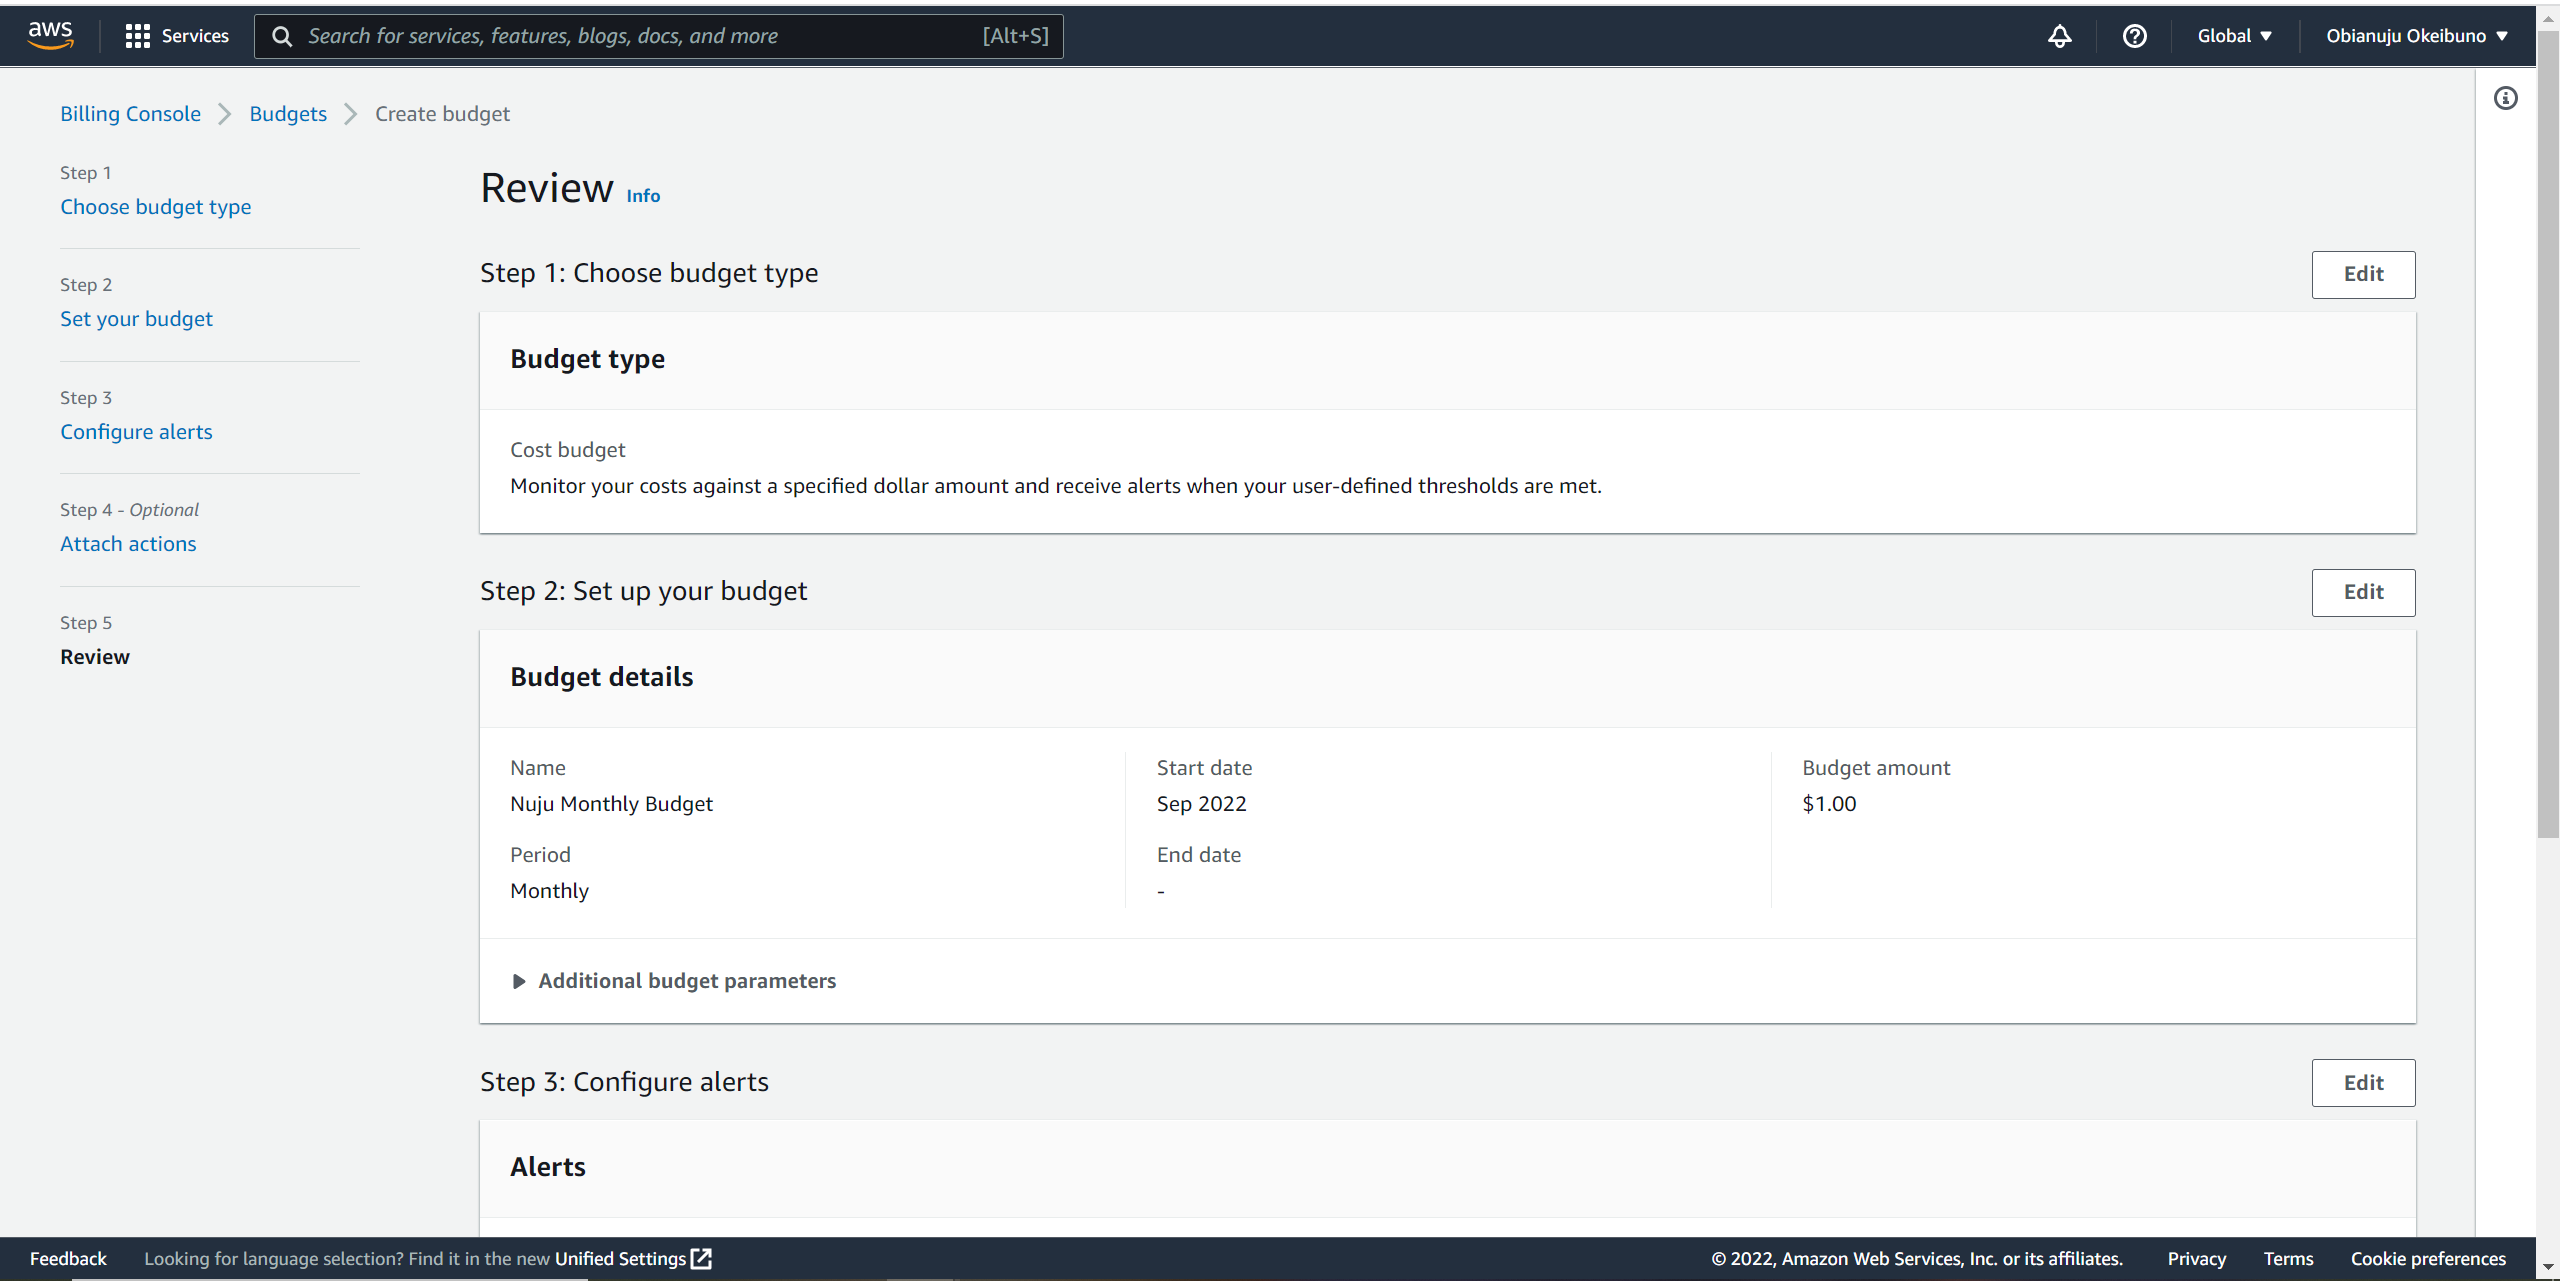 aws Services Search for services, features, blogs, docs, and more [Alt+S] Global Obianuju Okeibuno
Billing Console Budgets Create budget
Step 1
Choose budget type
Step 2
Set your budget
Step 3
Configure alerts
Step 4 - Optional
Attach actions
Step 5
Review
Review Info
Step 1: Choose budget type Edit
Budget type
Cost budget
Monitor your costs against a specified dollar amount and receive alerts when your user-defined thresholds are met.
Step 2: Set up your budget Edit
Budget details
Name
Nuju Monthly Budget
Period
Monthly
Start date
Sep 2022
End date
-
Budget amount
$1.00
Additional budget parameters
Step 3: Configure alerts Edit
Alerts
Feedback Looking for language selection? Find it in the new Unified Settings © 2022, Amazon Web Services, Inc. or its affiliates. Privacy Terms Cookie preferences